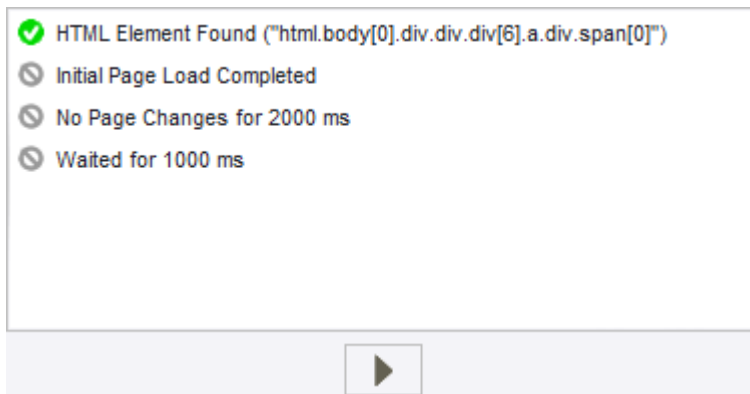 HTML Element Found ("html.body[0].div.div.div[6].a.div.span[0]")
Initial Page Load Completed
No Page Changes for 2000 ms
Waited for 1000 ms